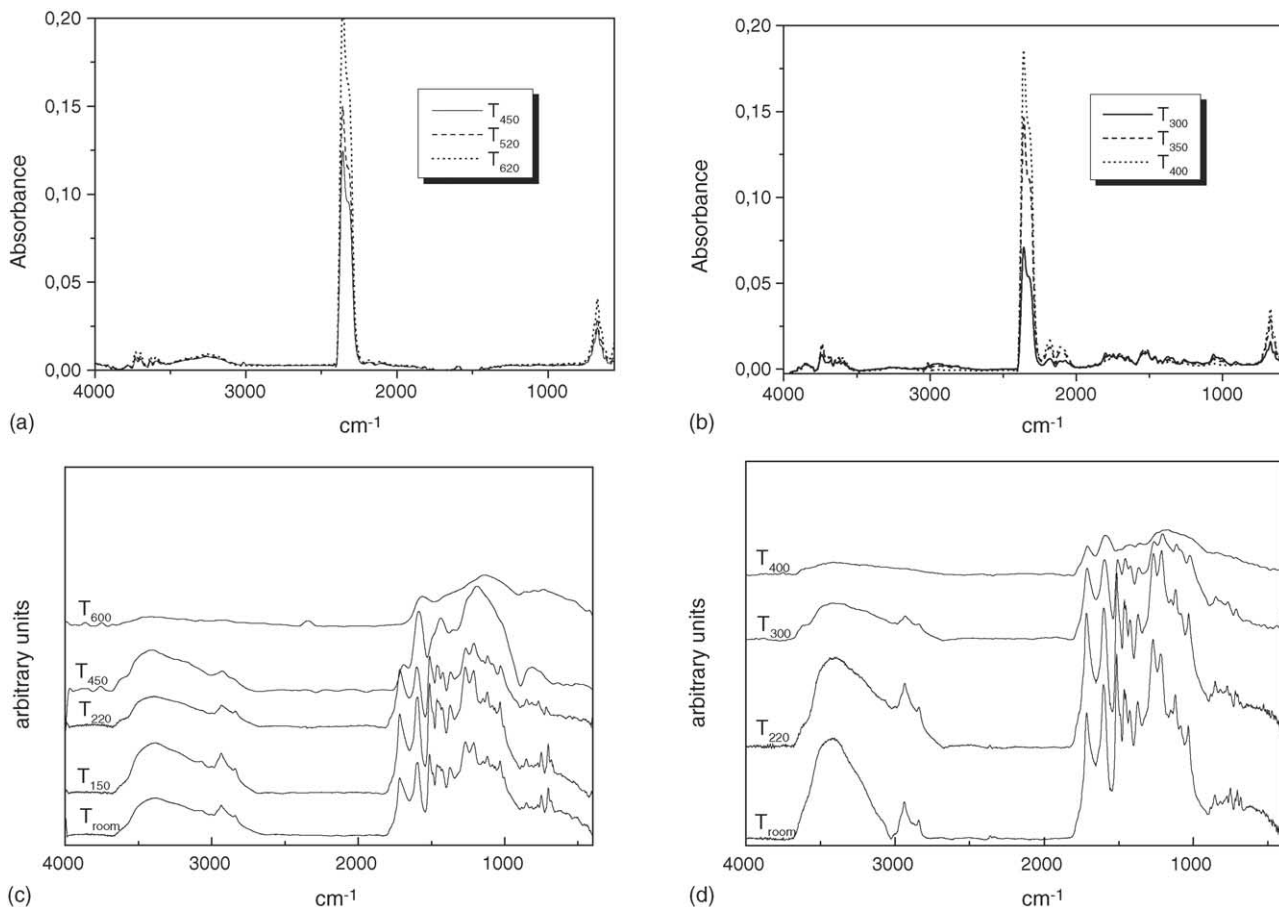 0,20
0,15
0,10
0,05
0,00
Absorbance
T450
T520
T620
4000 3000 2000 1000
cm-1
(a)
0,20
0,15
0,10
0,05
0,00
Absorbance
T300
T350
T400
4000 3000 2000 1000
cm-1
(b)
arbitrary units
T600
T450
T220
T150
Troom
4000 3000 2000 1000
cm-1
(c)
arbitrary units
T400
T300
T220
Troom
4000 3000 2000 1000
cm-1
(d)